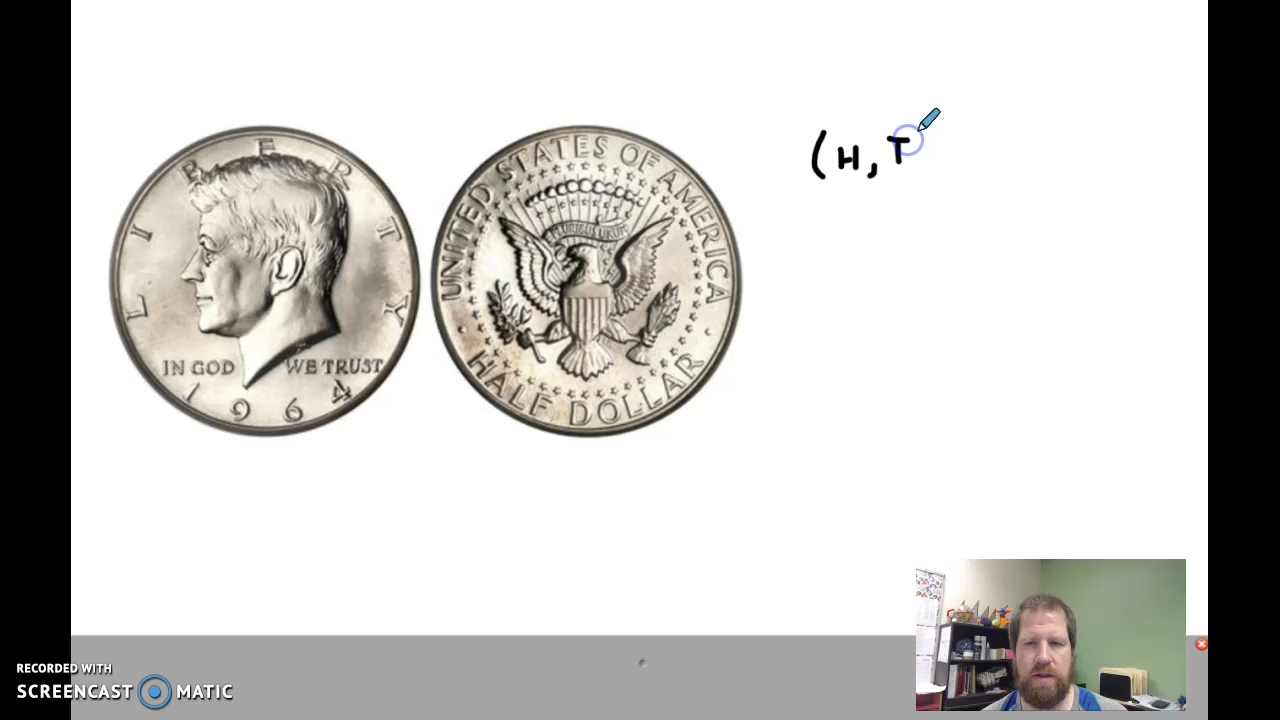 LIBERTY
IN GOD WE TRUST
1964
UNITED STATES OF AMERICA
HALF DOLLAR
(H, T
RECORDED WITH
SCREENCAST MATIC